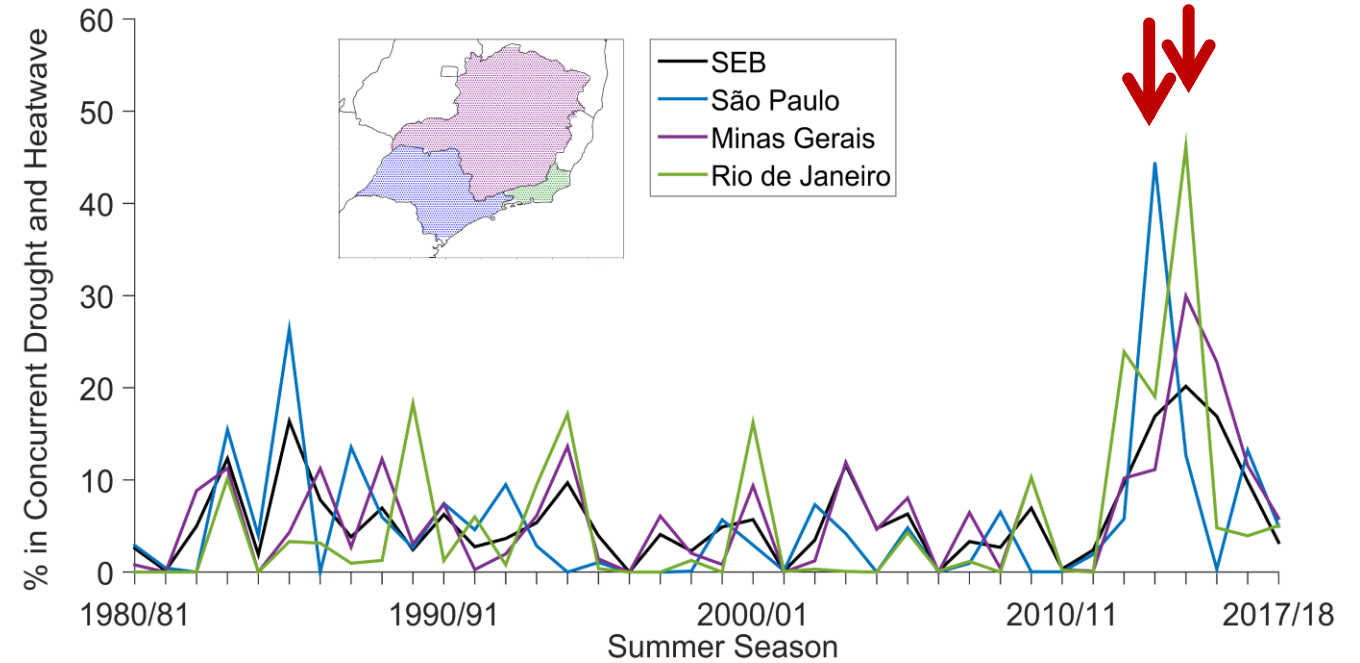 % in Concurrent Drought and Heatwave
60
50
40
30
20
10
0
SEB
São Paulo
Minas Gerais
Rio de Janeiro
1980/81 1990/91 2000/01 2010/11 2017/18
Summer Season